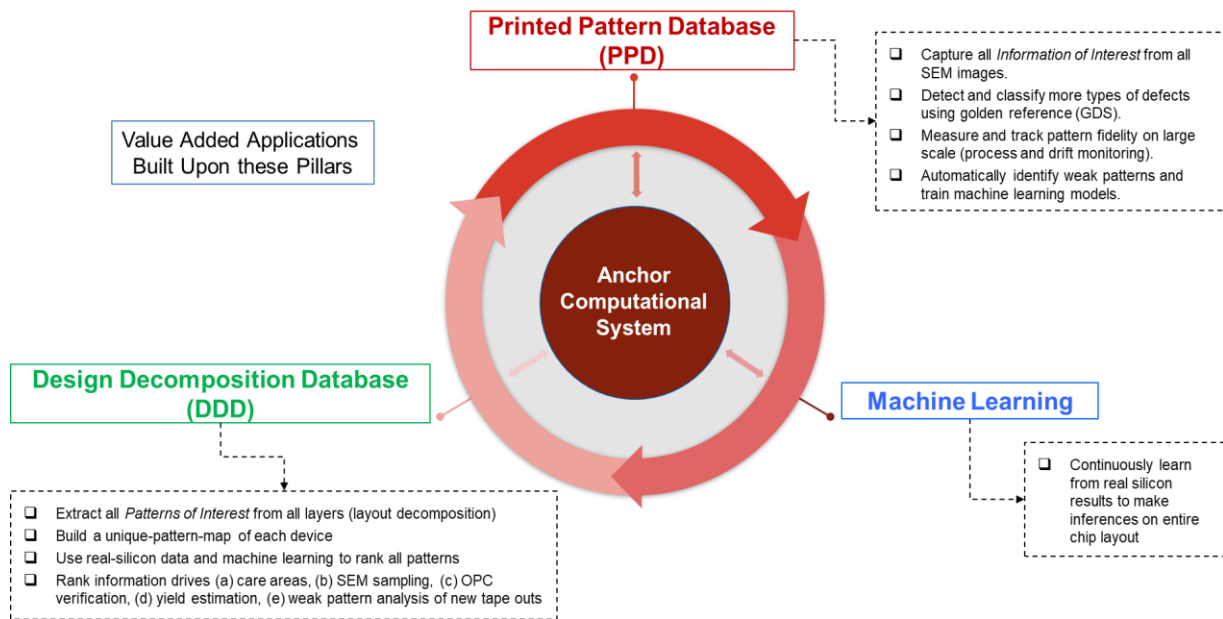 Printed Pattern Database
(PPD)
❑ Capture all Information of Interest from all
SEM images.
❑ Detect and classify more types of defects
using golden reference (GDS).
❑ Measure and track pattern fidelity on large
scale (process and drift monitoring).
❑ Automatically identify weak patterns and
train machine learning models.
Value Added Applications
Built Upon these Pillars
Anchor
Computational
System
Design Decomposition Database
(DDD)
Machine Learning
❑ Extract all Patterns of Interest from all layers (layout decomposition)
❑ Build a unique-pattern-map of each device
❑ Use real-silicon data and machine learning to rank all patterns
❑ Rank information drives (a) care areas, (b) SEM sampling, (c) OPC
verification, (d) yield estimation, (e) weak pattern analysis of new tape outs
❑ Continuously learn
from real silicon
results to make
inferences on entire
chip layout